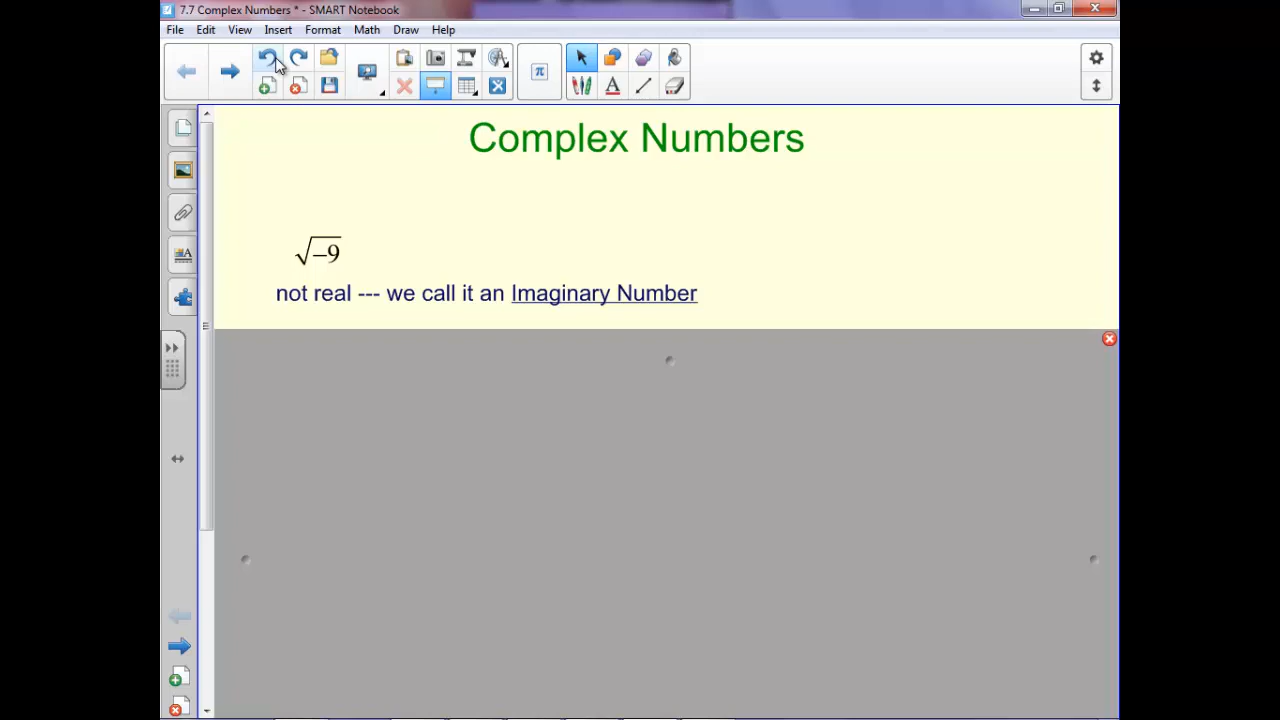 7.7 Complex Numbers * - SMART Notebook
File Edit View Insert Format Math Draw Help
π
A
A
Complex Numbers
√−9
not real --- we call it an Imaginary Number